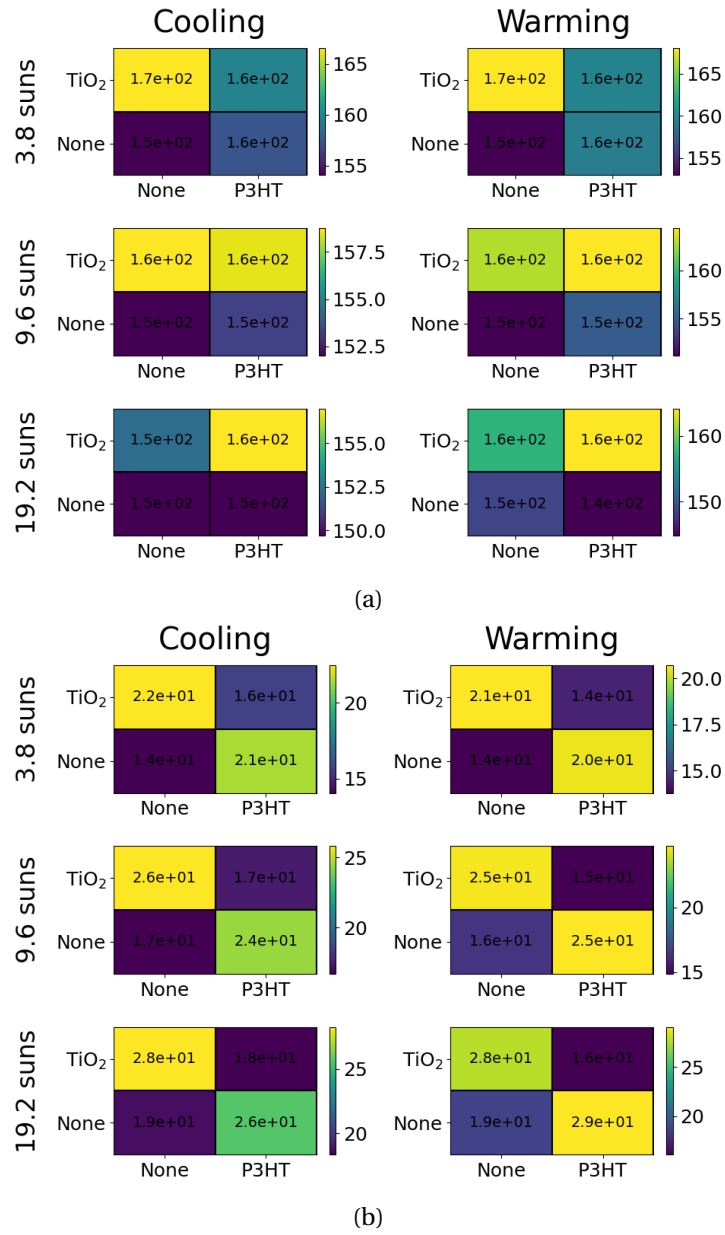 Cooling Warming
3.8 suns
TiO₂ 1.7e+02 1.6e+02 165
160
None 1.5e+02 1.6e+02 155
None P3HT
TiO₂ 1.7e+02 1.6e+02 165
160
None 1.5e+02 1.6e+02 155
None P3HT
9.6 suns
TiO₂ 1.6e+02 1.6e+02 157.5
155.0
None 1.5e+02 1.5e+02 152.5
None P3HT
TiO₂ 1.6e+02 1.6e+02 160
None 1.5e+02 1.5e+02 155
None P3HT
19.2 suns
TiO₂ 1.5e+02 1.6e+02 155.0
152.5
None 1.5e+02 1.5e+02 150.0
None P3HT
TiO₂ 1.6e+02 1.6e+02 160
None 1.5e+02 1.4e+02 150
None P3HT
(a)
Cooling Warming
3.8 suns
TiO₂ 2.2e+01 1.6e+01 20
None 1.4e+01 2.1e+01 15
None P3HT
TiO₂ 2.1e+01 1.4e+01 20.0
17.5
None 1.4e+01 2.0e+01 15.0
None P3HT
9.6 suns
TiO₂ 2.6e+01 1.7e+01 25
None 1.7e+01 2.4e+01 20
None P3HT
TiO₂ 2.5e+01 1.5e+01 20
None 1.6e+01 2.5e+01 15
None P3HT
19.2 suns
TiO₂ 2.8e+01 1.8e+01 25
None 1.9e+01 2.6e+01 20
None P3HT
TiO₂ 2.8e+01 1.6e+01 25
None 1.9e+01 2.9e+01 20
None P3HT
(b)